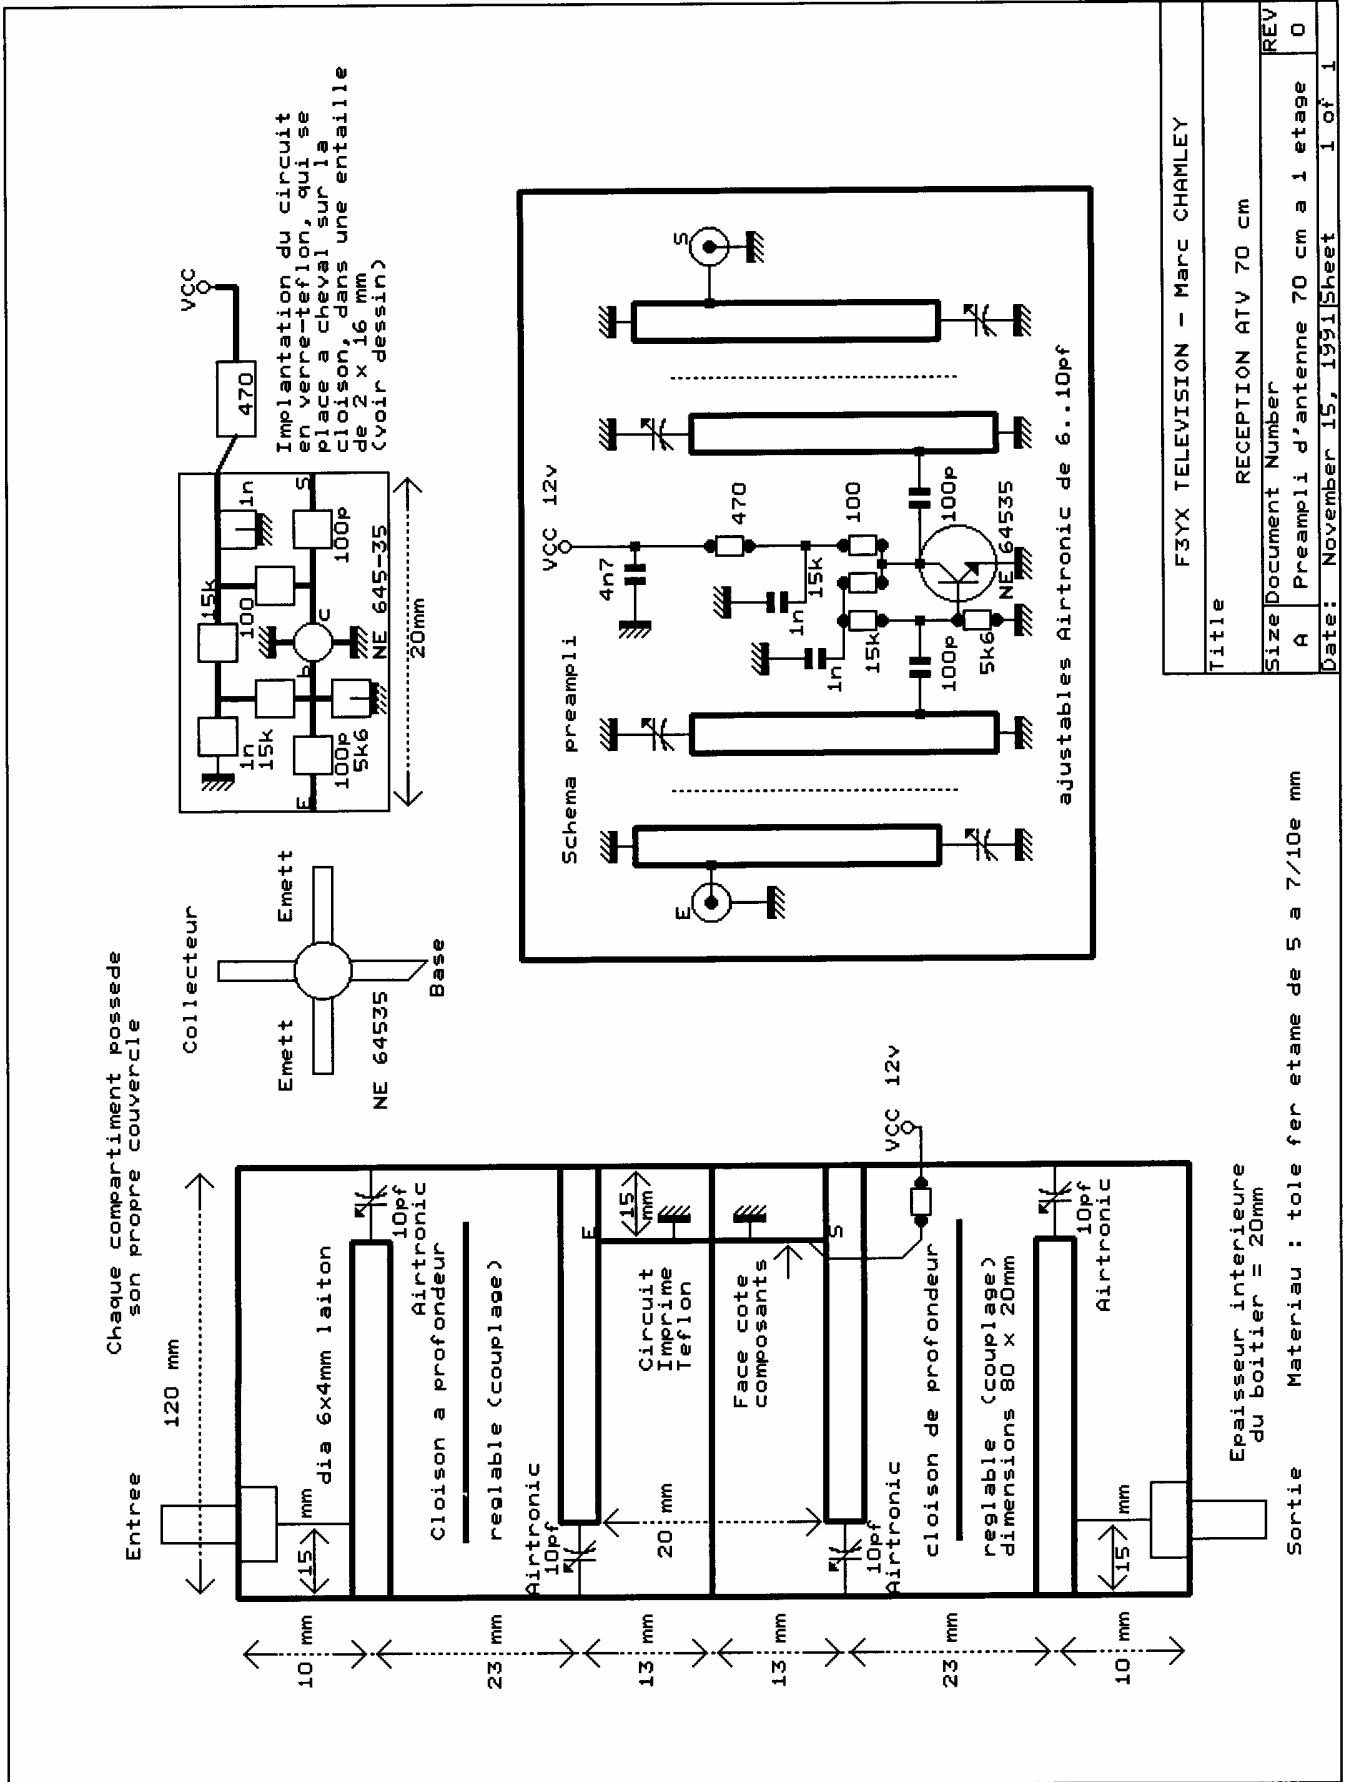 Chaque compartiment possede
son propre couvercle
120 mm
Entree
15 mm
dia 6x4mm laiton
10pf
Airtronic
Cloison a profondeur
reglable (couplage)
Airtronic
10pf
E
15 mm
Circuit
Imprime
Teflon
20 mm
Face cote
composants
S
10pf
Airtronic
VCC 12v
cloison de profondeur
reglable (couplage)
dimensions 80 x 20mm
10pf
Airtronic
15 mm
10 mm
23 mm
13 mm
13 mm
23 mm
10 mm
Epaisseur interieure
du boitier = 20mm
Sortie
Materiau : tole fer etame de 5 a 7/10e mm
Collecteur
Emett
Emett
Base
NE 64535
VCC
470
15k
1n
1n
15k
100
E
b
c
S
100p
5k6
100p
NE 645-35
20mm
Implantation du circuit
en verre-teflon, qui se
place a cheval sur la
cloison, dans une entaille
de 2 x 16 mm
(voir dessin)
Schema preampli
VCC 12v
4n7
470
1n
15k
100
1n
15k
100p
100p
5k6
NE 64535
E
S
ajustables Airtronic de 6..10pf
F3YX TELEVISION - Marc CHAMLEY
Title
RECEPTION ATV 70 cm
Size Document Number REV
A Preampli d'antenne 70 cm a 1 etage 0
Date: November 15, 1991 Sheet 1 of 1